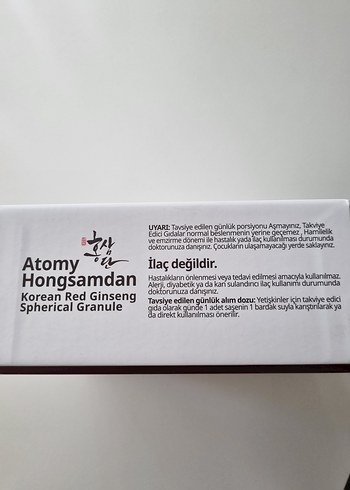 홍삼단
Atomy
Hongsamdan
Korean Red Ginseng
Spherical Granule
UYARI: Tavsiye edilen günlük porsiyonu Aşmayınız, Takviye
Edici Gıdalar normal beslenmenin yerine geçemez , Hamilelik
ve emzirme dönemi ile hastalık yada ilaç kullanılması durumunda
doktorunuza danışınız. Çocukların ulaşamayacağı yerde saklayınız.
İlaç değildir.
Hastalıkların önlenmesi veya tedavi edilmesi amacıyla kullanılmaz.
Alerji, diyabetik ya da kan sulandırıcı ilaç kullanımı durumunda
doktorunuza danışınız.
Tavsiye edilen günlük alım dozu: Yetişkinler için takviye edici
gıda olarak günde 1 adet saşenin 1 bardak suyla karıştırılarak ya
da direkt kullanılması önerilir.